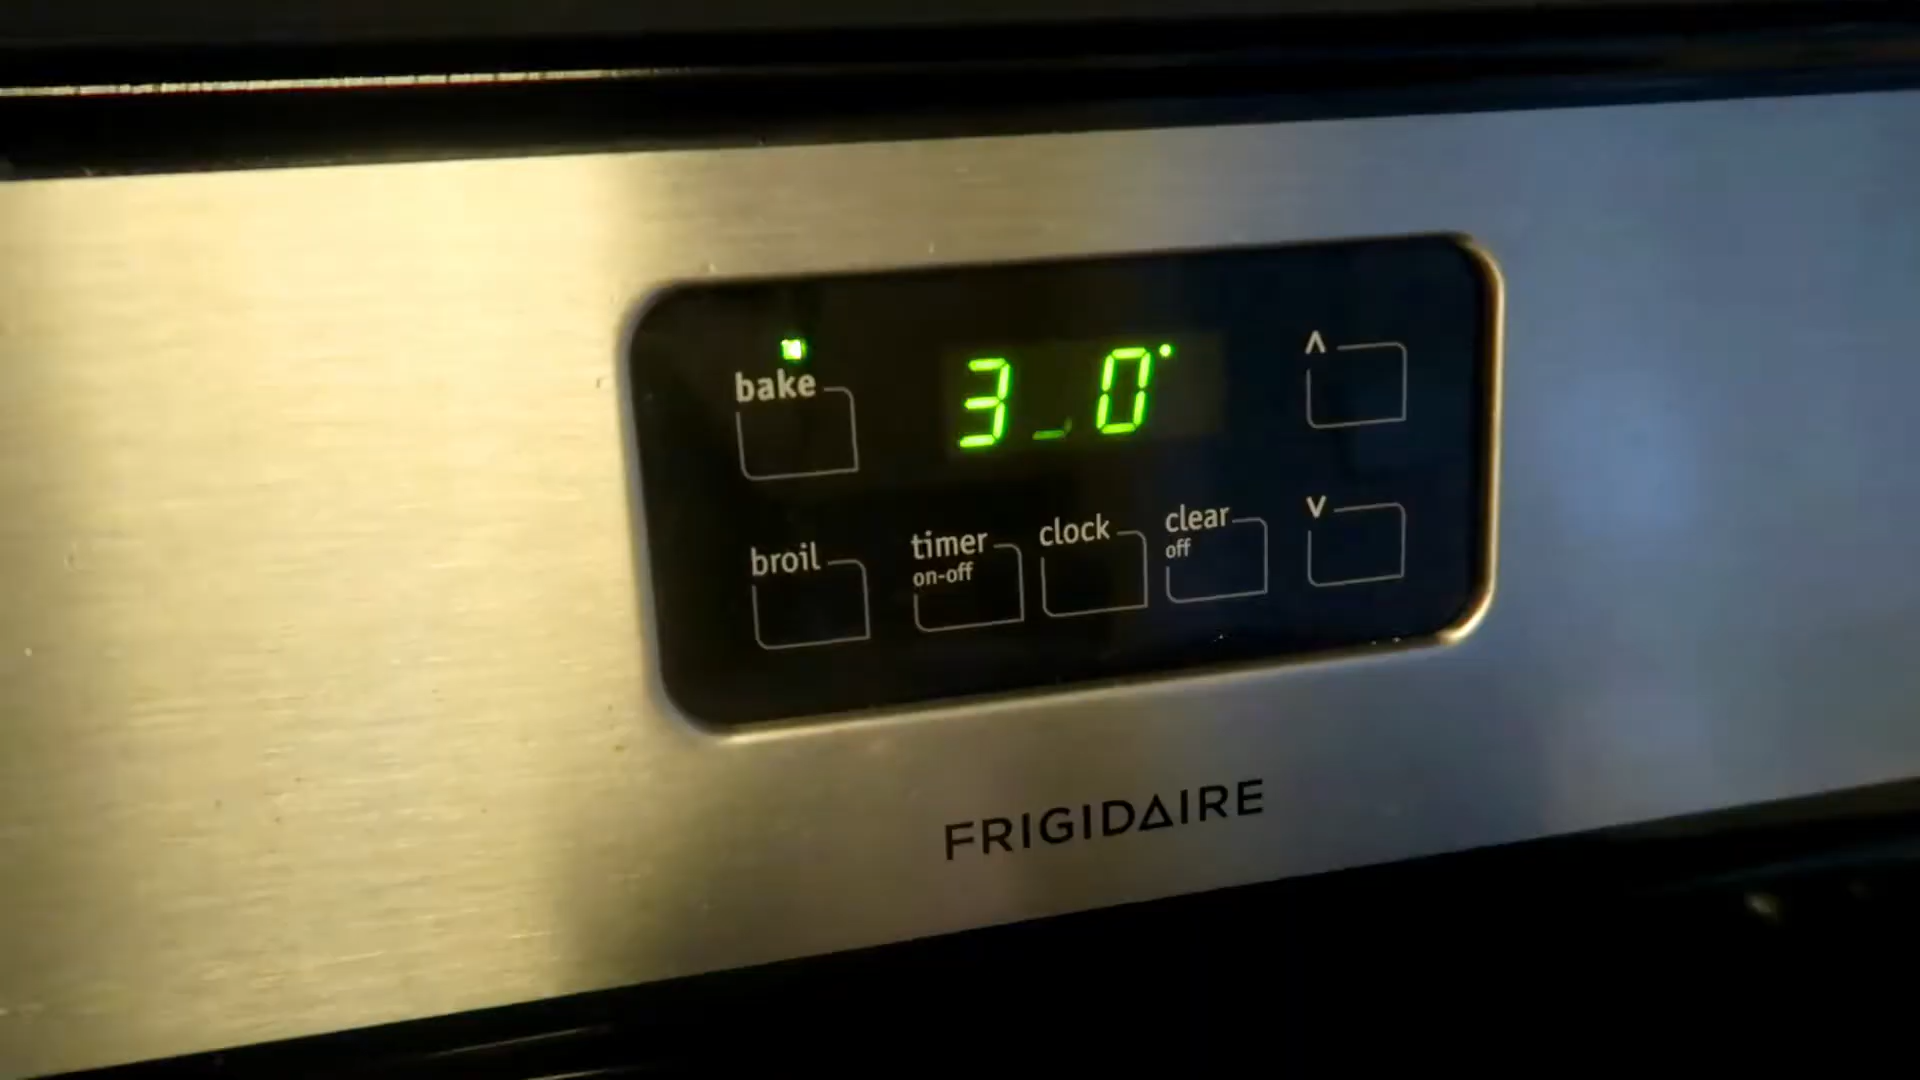 bake
3_0°
^
broil
timer
on-off
clock
clear
off
v
FRIGIDAIRE